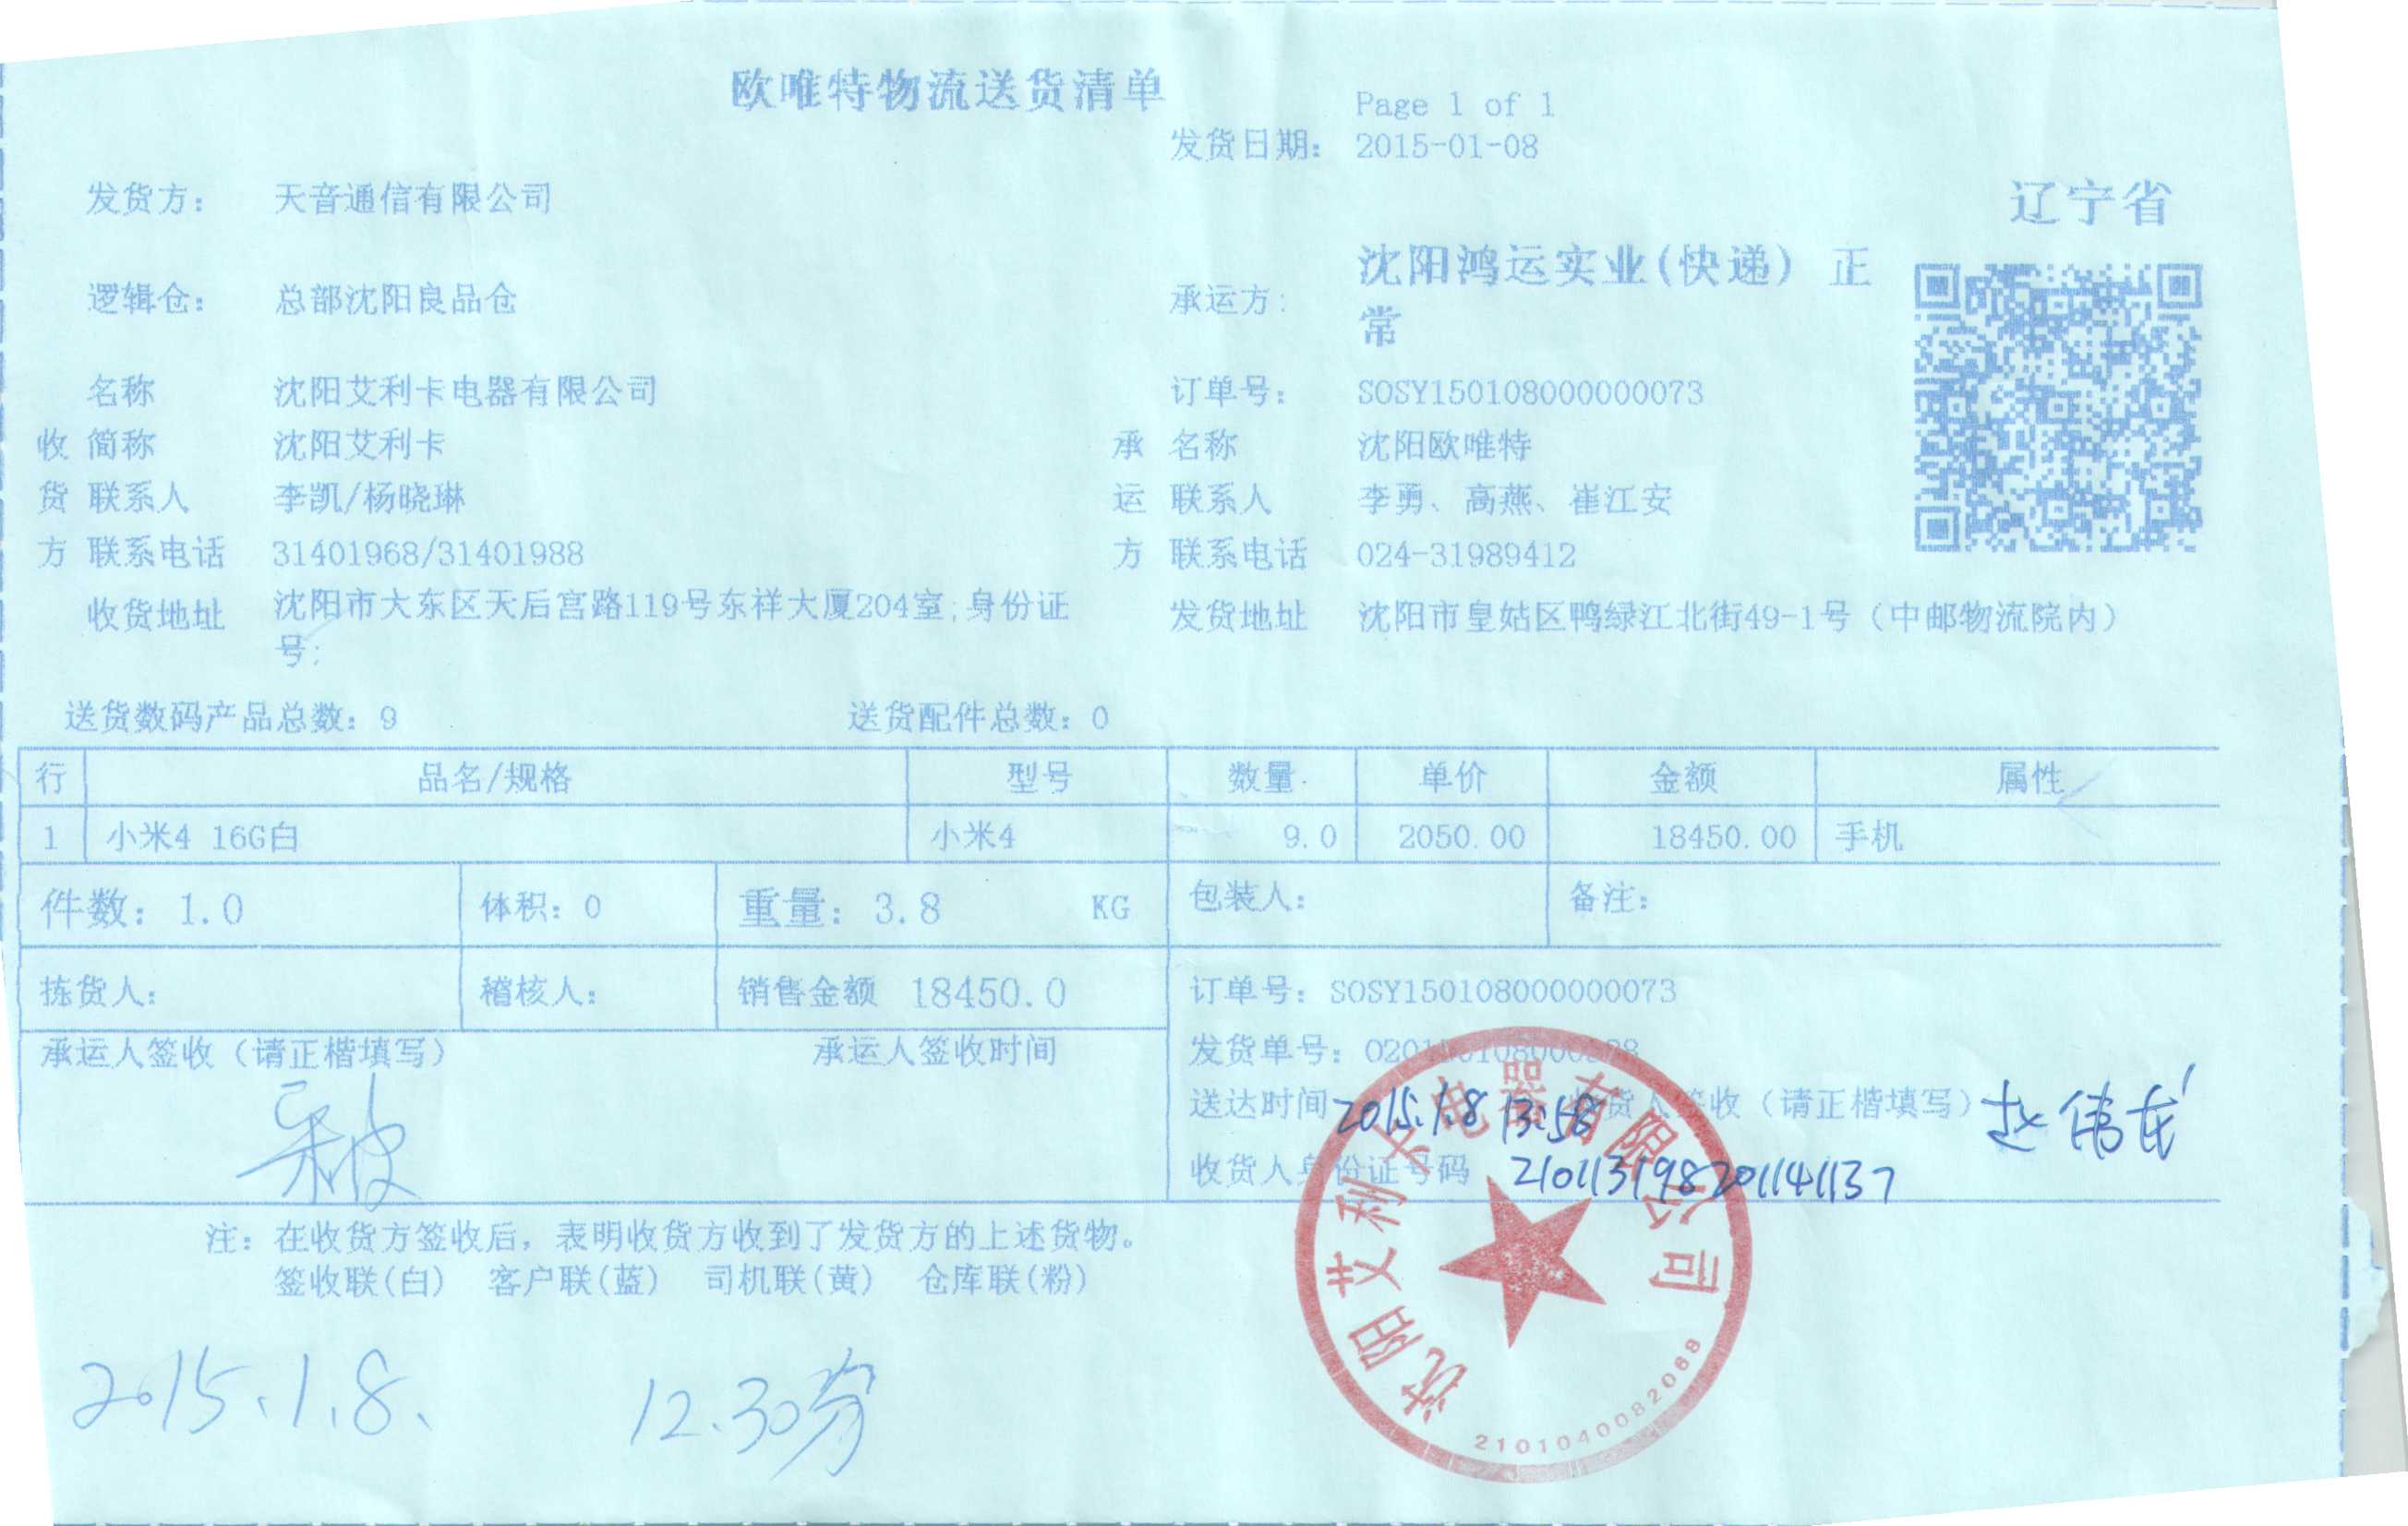 欧唯特物流送货清单
Page 1 of 1
发货日期: 2015-01-08
发货方: 天音通信有限公司
辽宁省
逻辑仓: 总部沈阳良品仓
承运方: 沈阳鸿运实业(快递) 正常
名称 沈阳艾利卡电器有限公司
订单号: SOSY150108000000073
收 简称 沈阳艾利卡
承 名称 沈阳欧唯特
货 联系人 李凯/杨晓琳
运 联系人 李勇、高燕、崔江安
方 联系电话 31401968/31401988
方 联系电话 024-31989412
收货地址 沈阳市大东区天后宫路119号东祥大厦204室;身份证
号:
发货地址 沈阳市皇姑区鸭绿江北街49-1号（中邮物流院内）
送货数码产品总数: 9 送货配件总数: 0
行 品名/规格 型号 数量 单价 金额 属性
1 小米4 16G白 小米4 9.0 2050.00 18450.00 手机
件数: 1.0 体积: 0 重量: 3.8 KG 包装人: 备注:
拣货人: 稽核人: 销售金额 18450.0 订单号: SOSY150108000000073
承运人签收（请正楷填写） 承运人签收时间
发货单号:
送达时间 2015.1.8 13:58 收货人签收（请正楷填写） 赵伟龙
收货人身份证号码 210113198201141137
注: 在收货方签收后，表明收货方收到了发货方的上述货物。
签收联(白) 客户联(蓝) 司机联(黄) 仓库联(粉)
2015.1.8. 12.30分
沈阳艾利卡电器有限公司
2101040082068